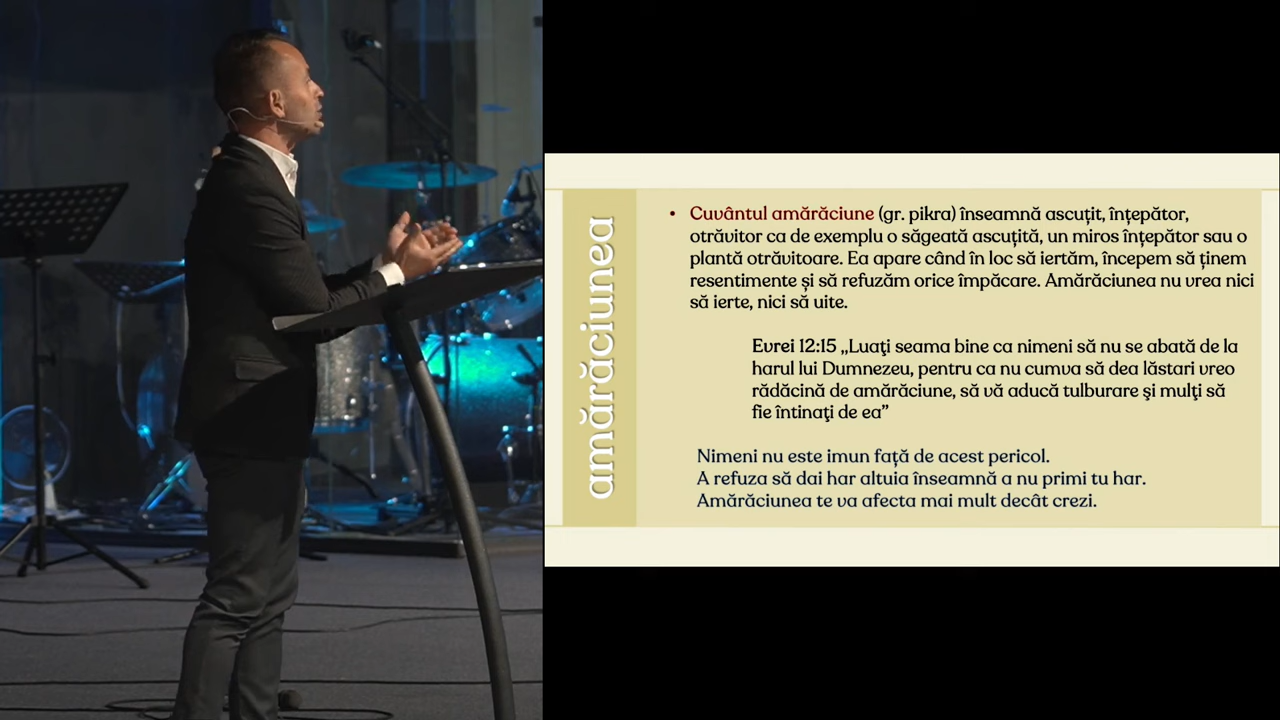 amărăciunea
• Cuvântul amărăciune (gr. pikra) înseamnă ascuțit, înțepător,
otrăvitor ca de exemplu o săgeată ascuțită, un miros înțepător sau o
plantă otrăvitoare. Ea apare când în loc să iertăm, începem să ținem
resentimente și să refuzăm orice împăcare. Amărăciunea nu vrea nici
să ierte, nici să uite.
Evrei 12:15 „Luaţi seama bine ca nimeni să nu se abată de la
harul lui Dumnezeu, pentru ca nu cumva să dea lăstari vreo
rădăcină de amărăciune, să vă aducă tulburare şi mulţi să
fie întinaţi de ea”
Nimeni nu este imun față de acest pericol.
A refuza să dai har altuia înseamnă a nu primi tu har.
Amărăciunea te va afecta mai mult decât crezi.